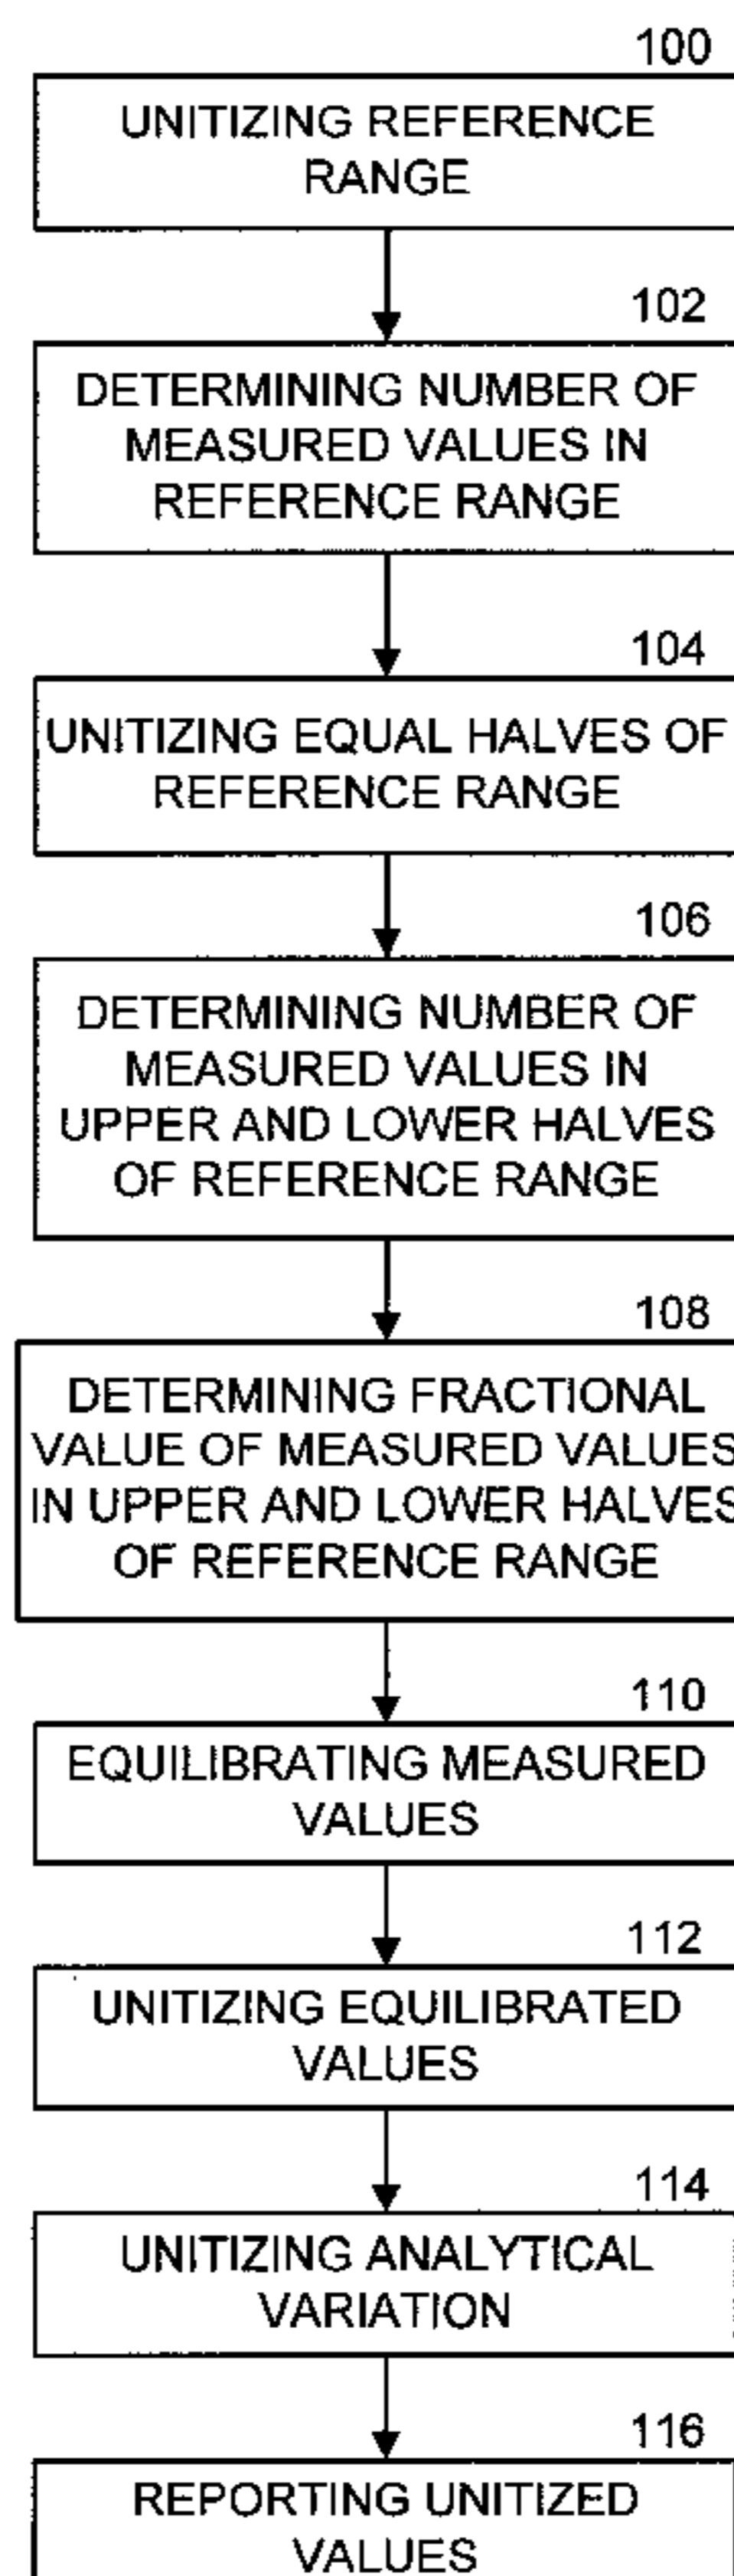 100
UNITIZING REFERENCE
RANGE
102
DETERMINING NUMBER OF
MEASURED VALUES IN
REFERENCE RANGE
104
UNITIZING EQUAL HALVES OF
REFERENCE RANGE
106
DETERMINING NUMBER OF
MEASURED VALUES IN
UPPER AND LOWER HALVES
OF REFERENCE RANGE
108
DETERMINING FRACTIONAL
VALUE OF MEASURED VALUES
IN UPPER AND LOWER HALVES
OF REFERENCE RANGE
110
EQUILIBRATING MEASURED
VALUES
112
UNITIZING EQUILIBRATED
VALUES
114
UNITIZING ANALYTICAL
VARIATION
116
REPORTING UNITIZED
VALUES